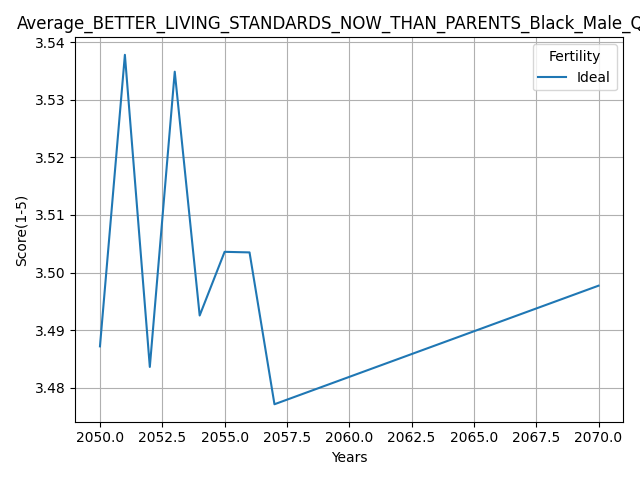 Average_BETTER_LIVING_STANDARDS_NOW_THAN_PARENTS_Black_Male_Q
3.54
3.53
3.52
3.51
3.50
3.49
3.48
Score(1-5)
Fertility
Ideal
2050.0 2052.5 2055.0 2057.5 2060.0 2062.5 2065.0 2067.5 2070.0
Years